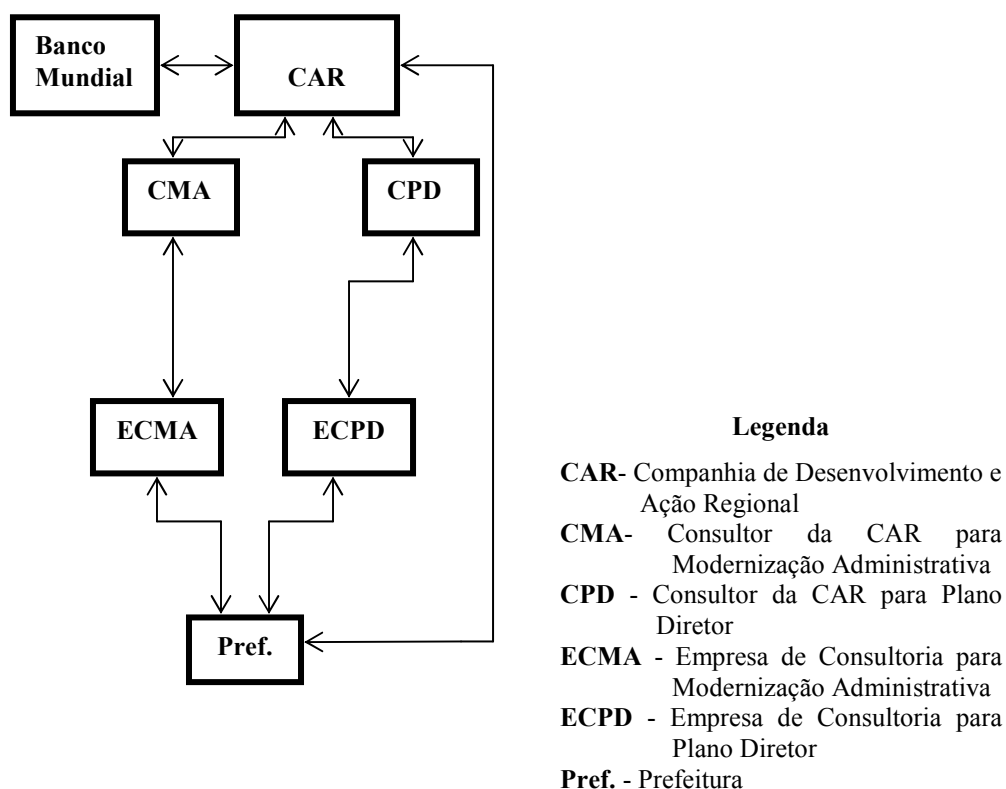 Banco
Mundial
CAR
CMA
CPD
ECMA
ECPD
Pref.
Legenda
CAR- Companhia de Desenvolvimento e
Ação Regional
CMA- Consultor da CAR para
Modernização Administrativa
CPD - Consultor da CAR para Plano
Diretor
ECMA - Empresa de Consultoria para
Modernização Administrativa
ECPD - Empresa de Consultoria para
Plano Diretor
Pref. - Prefeitura